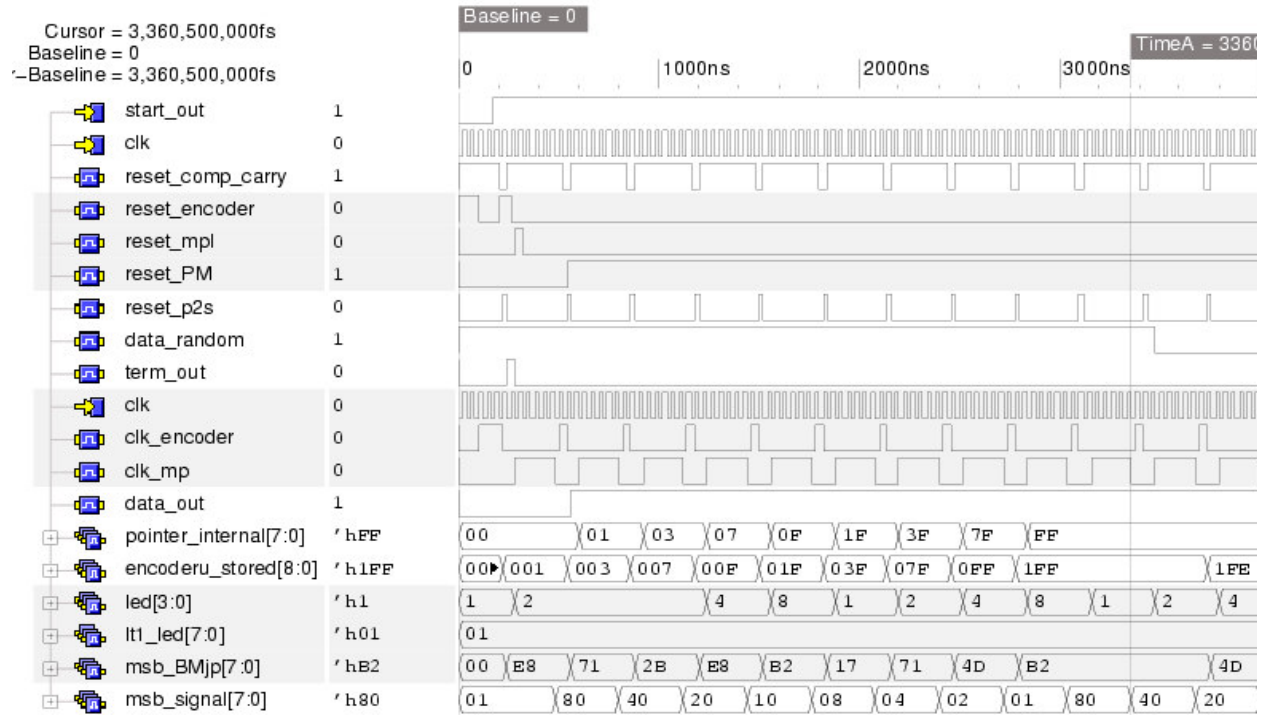 Baseline = 0
Cursor = 3,360,500,000fs
Baseline = 0
-Baseline = 3,360,500,000fs
TimeA = 3360
0 1000ns 2000ns 3000ns
start_out 1
clk 0
reset_comp_carry 1
reset_encoder 0
reset_mpl 0
reset_PM 1
reset_p2s 0
data_random 1
term_out 0
clk 0
clk_encoder 0
clk_mp 0
data_out 1
pointer_internal[7:0] 'hFF 00 01 03 07 0F 1F 3F 7F FF
encoderu_stored[8:0] 'h1FF 00 001 003 007 00F 01F 03F 07F 0FF 1FF 1FE
led[3:0] 'h1 1 2 4 8 1 2 4 8 1 2 4
lt1_led[7:0] 'h01 01
msb_BMjp[7:0] 'hB2 00 E8 71 2B E8 B2 17 71 4D B2 4D
msb_signal[7:0] 'h80 01 80 40 20 10 08 04 02 01 80 40 20